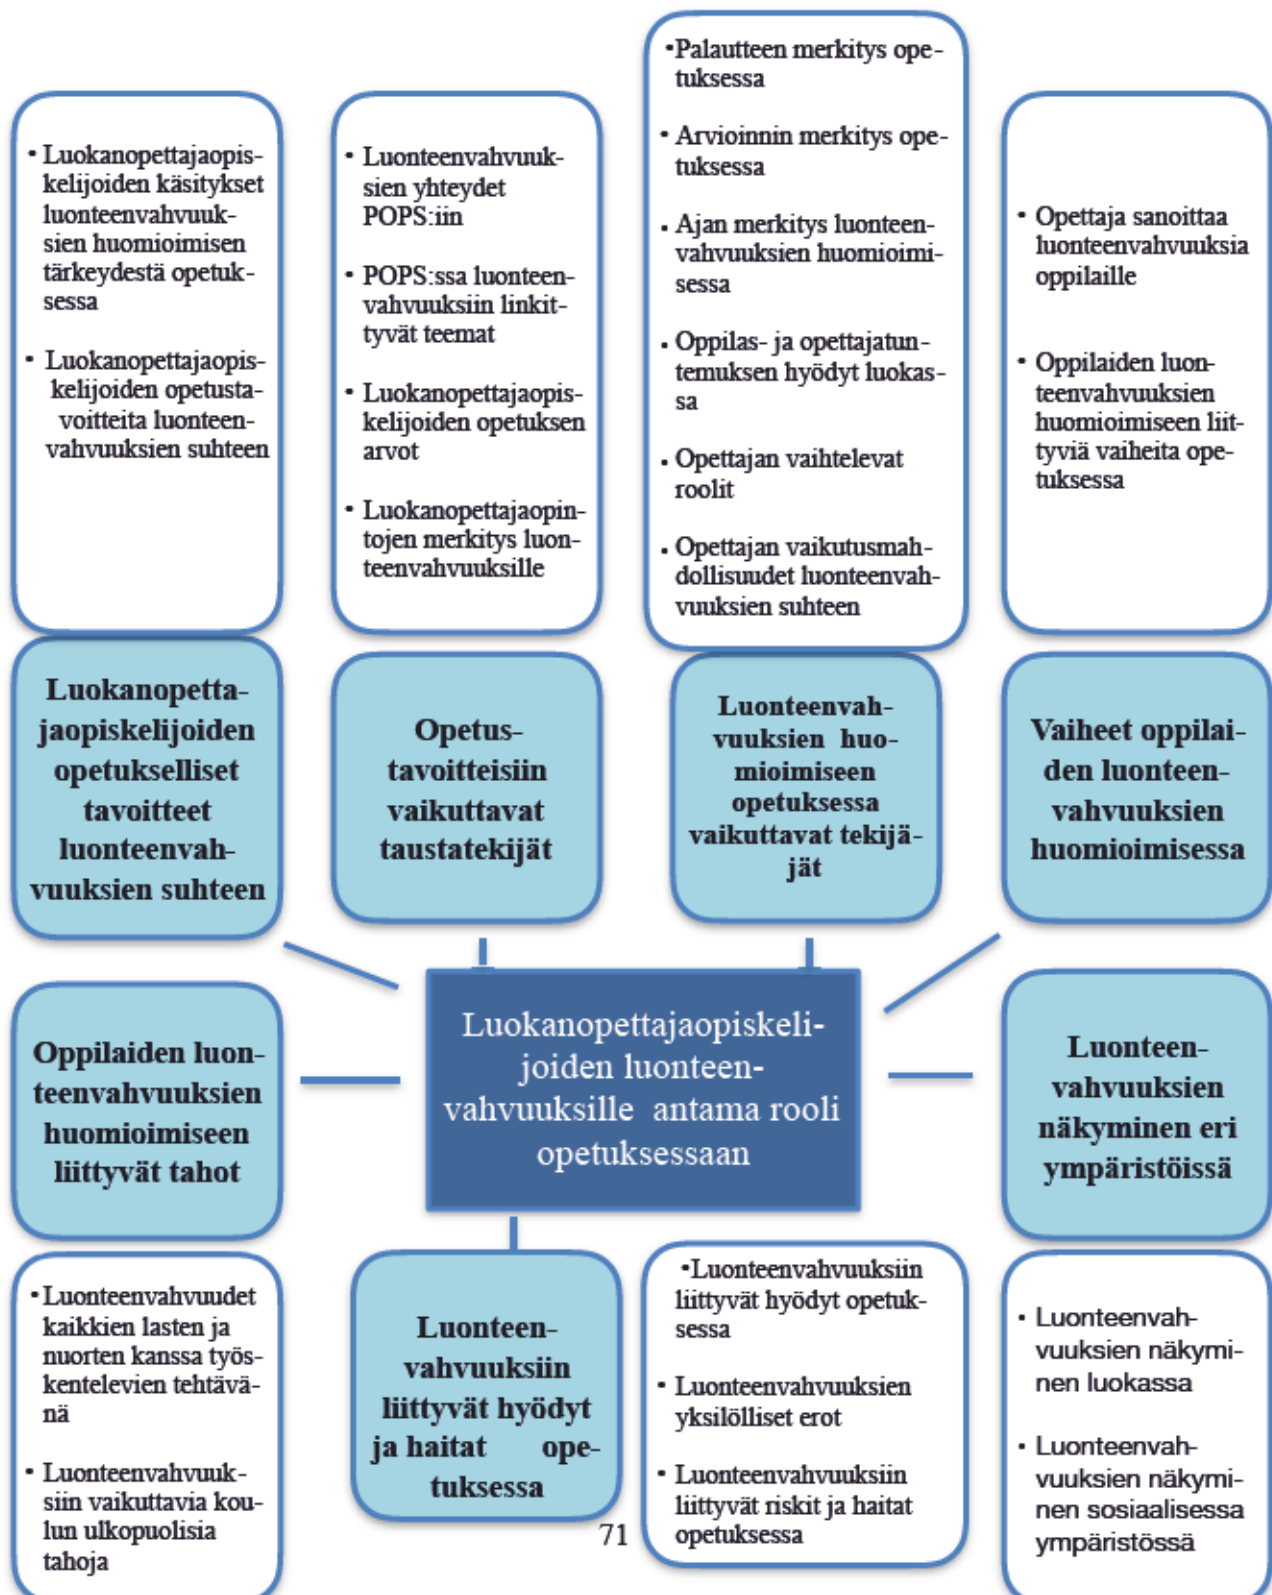 • Luokanopettajaopis-
kelijoiden käsitykset
luonteenvahvuuk-
sien huomioimisen
tärkeydestä opetuk-
sessa
• Luokanopettajaopis-
kelijoiden opetusta-
voitteita luonteen-
vahvuuksien suhteen
• Luonteenvahvuuk-
sien yhteydet
POPS:iin
• POPS:ssa luonteen-
vahvuuksiin linkit-
tyvät teemat
• Luokanopettajaopis-
kelijoiden opetuksen
arvot
• Luokanopettajaopin-
tojen merkitys luon-
teenvahvuuksille
•Palautteen merkitys ope-
tuksessa
• Arvioinnin merkitys ope-
tuksessa
• Ajan merkitys luonteen-
vahvuuksien huomioimi-
sessa
• Oppilas- ja opettajatun-
temuksen hyödyt luokas-
sa
• Opettajan vaihtelevat
roolit
• Opettajan vaikutusmah-
dollisuudet luonteenvah-
vuuksien suhteen
• Opettaja sanoittaa
luonteenvahvuuksia
oppilaille
• Oppilaiden luon-
teenvahvuuksien
huomioimiseen liit-
tyviä vaiheita ope-
tuksessa
Luokanopetta-
jaopiskelijoiden
opetukselliset
tavoitteet
luonteenvah-
vuuksien suhteen
Opetus-
tavoitteisiin
vaikuttavat
taustatekijät
Luonteenvah-
vuuksien huo-
mioimiseen
opetuksessa
vaikuttavat tekijä-
jät
Vaiheet oppilai-
den luonteen-
vahvuuksien
huomioimisessa
Oppilaiden luon-
teenvahvuuksien
huomioimiseen
liittyvät tahot
Luokanopettajaopiskeli-
joiden luonteen-
vahvuuksille antama rooli
opetuksessaan
Luonteen-
vahvuuksien
näkyminen eri
ympäristöissä
• Luonteenvahvuudet
kaikkien lasten ja
nuorten kanssa työs-
kentelevien tehtävä-
nä
• Luonteenvahvuuk-
siin vaikuttavia kou-
lun ulkopuolisia
tahoja
Luonteen-
vahvuuksiin
liittyvät hyödyt
ja haitat ope-
tuksessa
•Luonteenvahvuuksiin
liittyvät hyödyt opetuk-
sessa
• Luonteenvahvuuksien
yksilölliset erot
• Luonteenvahvuuksiin
liittyvät riskit ja haitat
opetuksessa
• Luonteenvah-
vuuksien näkymi-
nen luokassa
• Luonteenvah-
vuuksien näkymi-
nen sosiaalisessa
ympäristössä
71